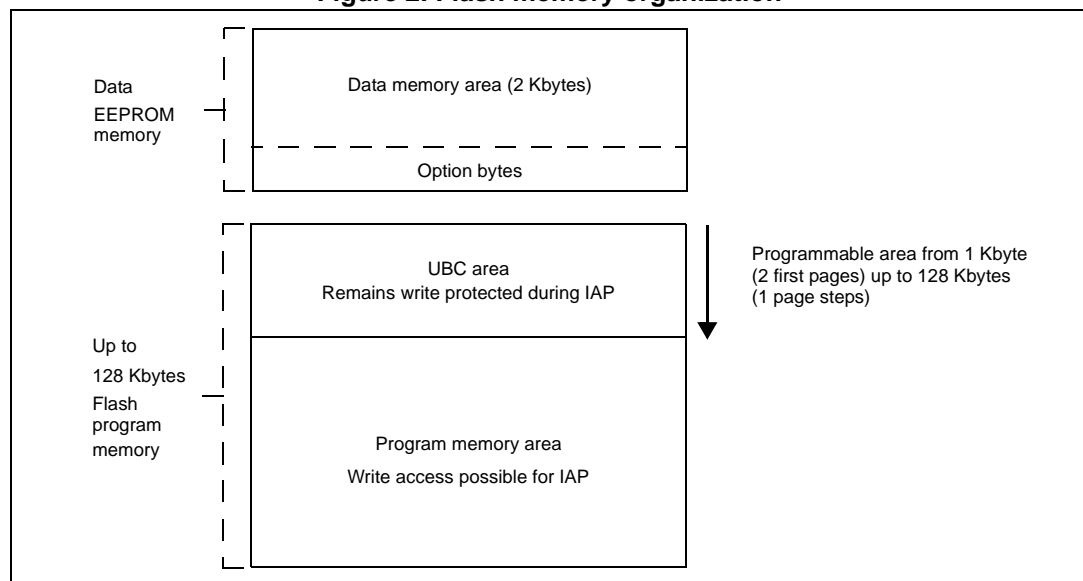 Figure 2. Flash memory organization
Data
EEPROM
memory
Data memory area (2 Kbytes)
Option bytes
UBC area
Remains write protected during IAP
Programmable area from 1 Kbyte
(2 first pages) up to 128 Kbytes
(1 page steps)
Up to
128 Kbytes
Flash
program
memory
Program memory area
Write access possible for IAP